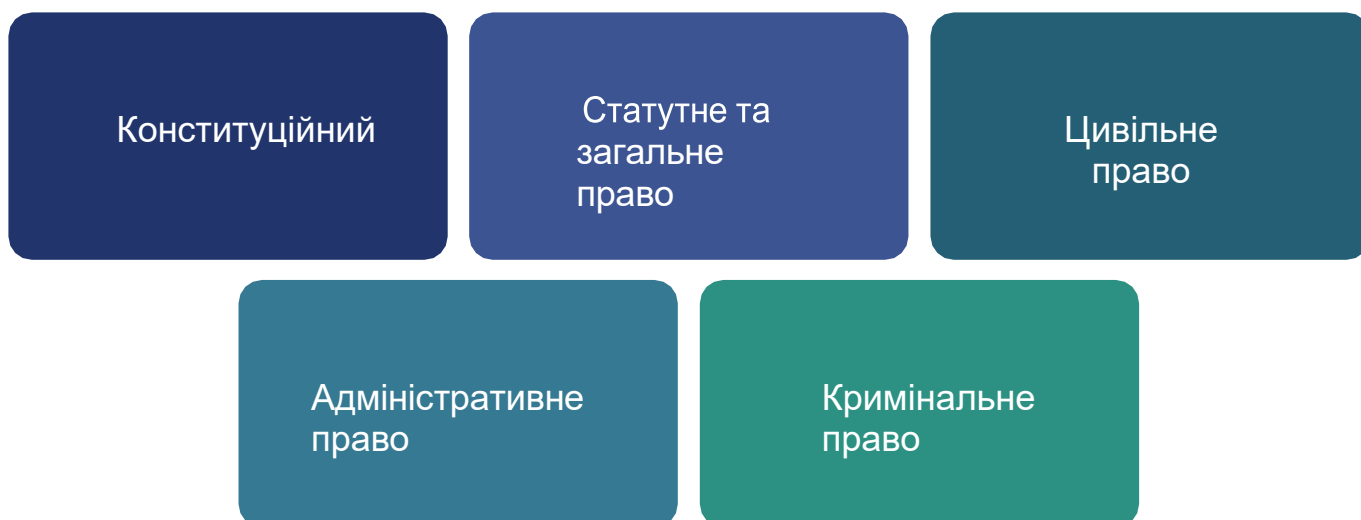 Конституційний
Статутне та
загальне
право
Цивільне
право
Адміністративне
право
Кримінальне
право